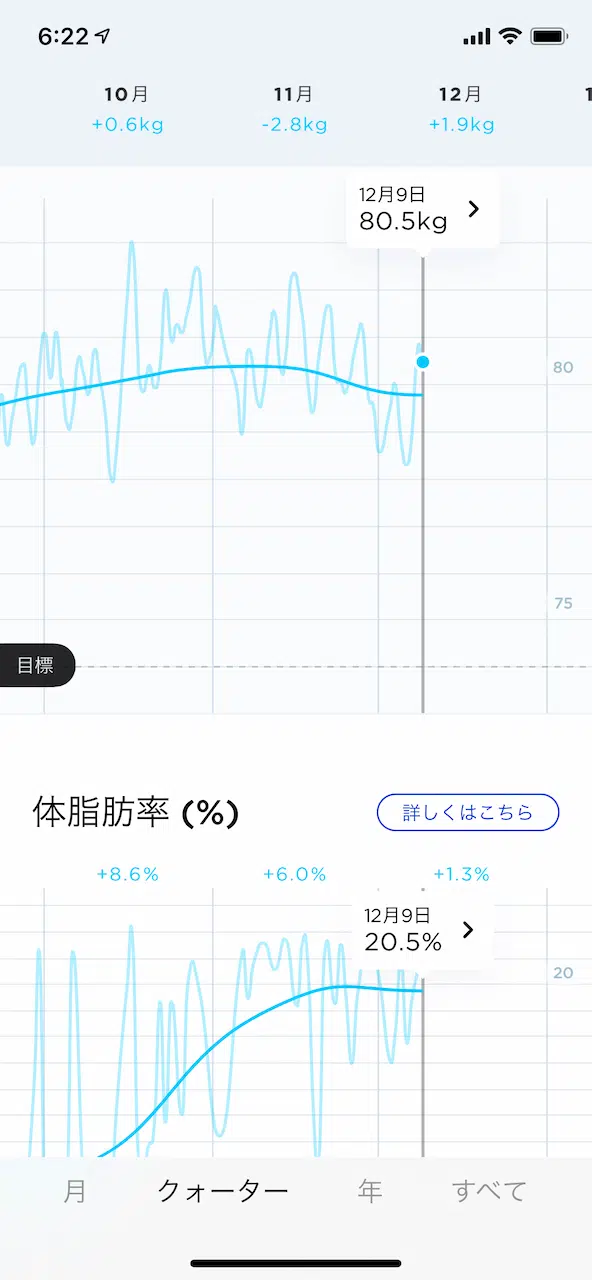 6:22
10月 11月 12月 1
+0.6kg -2.8kg +1.9kg
12月9日
80.5kg
80
75
目標
体脂肪率 (%)
詳しくはこちら
+8.6% +6.0% +1.3%
12月9日
20.5%
20
月 クォーター 年 すべて